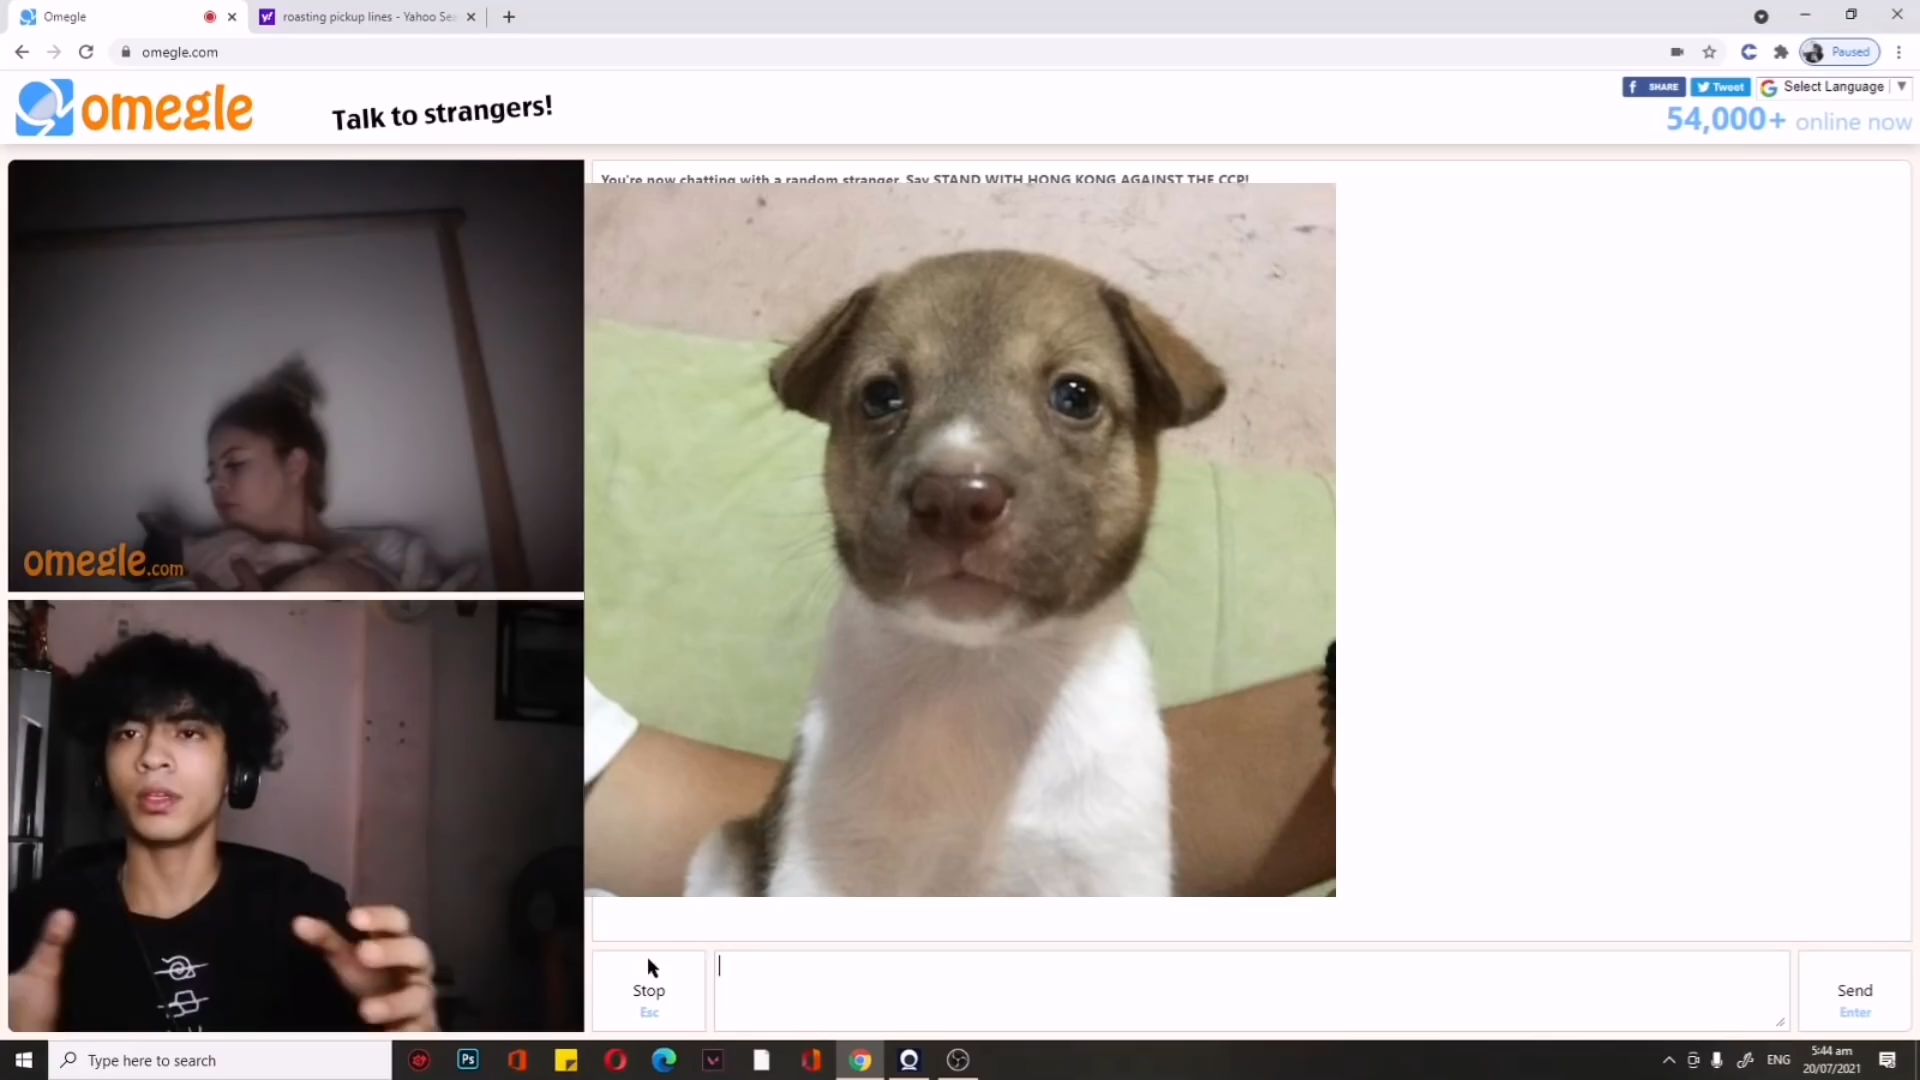 Omegle
roasting pickup lines - Yahoo Sea
omegle.com
Paused
omegle
Talk to strangers!
SHARE
Tweet
Select Language
54,000+ online now
You're now chatting with a random stranger. Say STAND WITH HONG KONG AGAINST THE CCP!
omegle.com
Stop
Esc
Send
Enter
Type here to search
Ps
ENG
5:44 am
20/07/2021